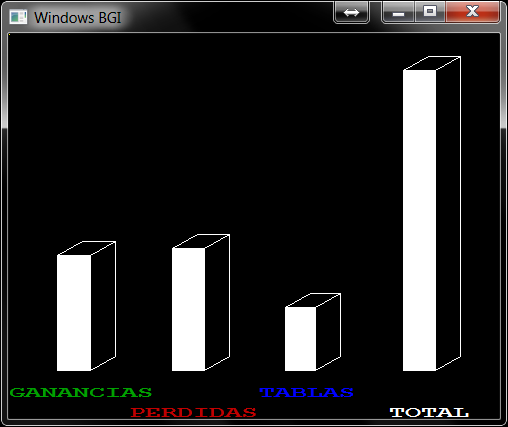 Windows BGI
GANANCIAS TABLAS
PERDIDAS TOTAL